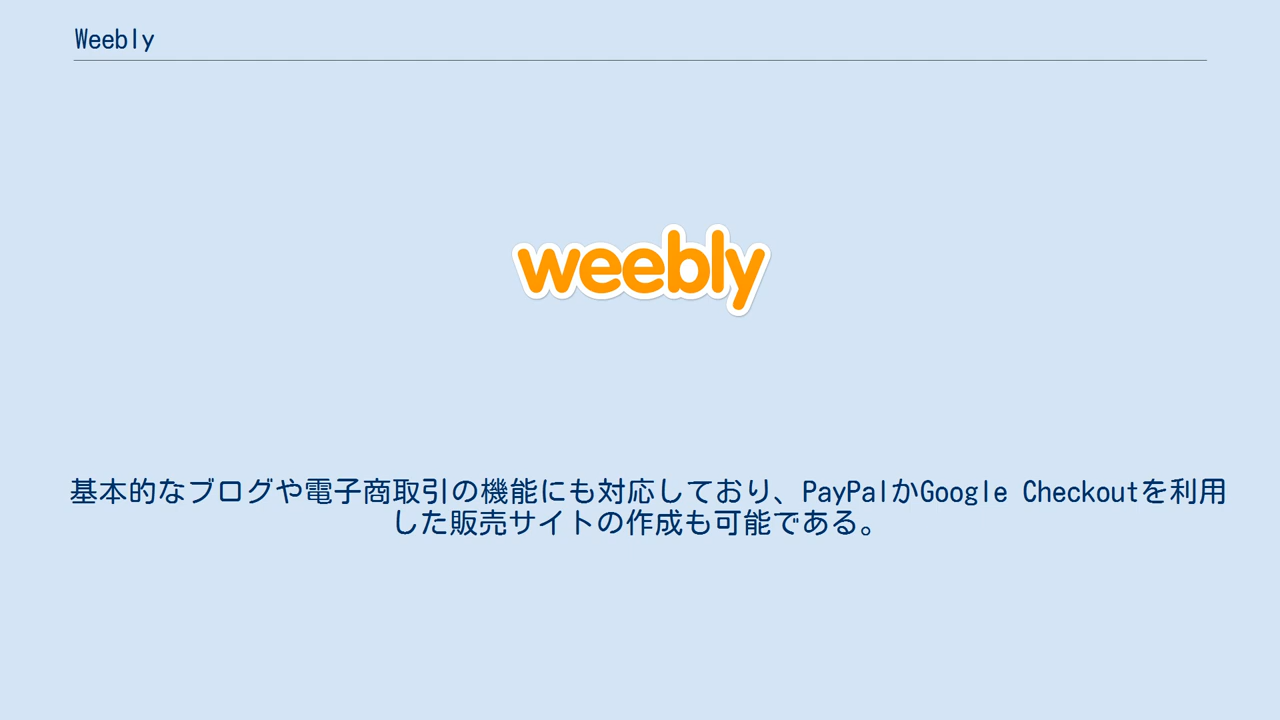 Weebly
weebly
基本的なブログや電子商取引の機能にも対応しており、PayPalかGoogle Checkoutを利用
した販売サイトの作成も可能である。